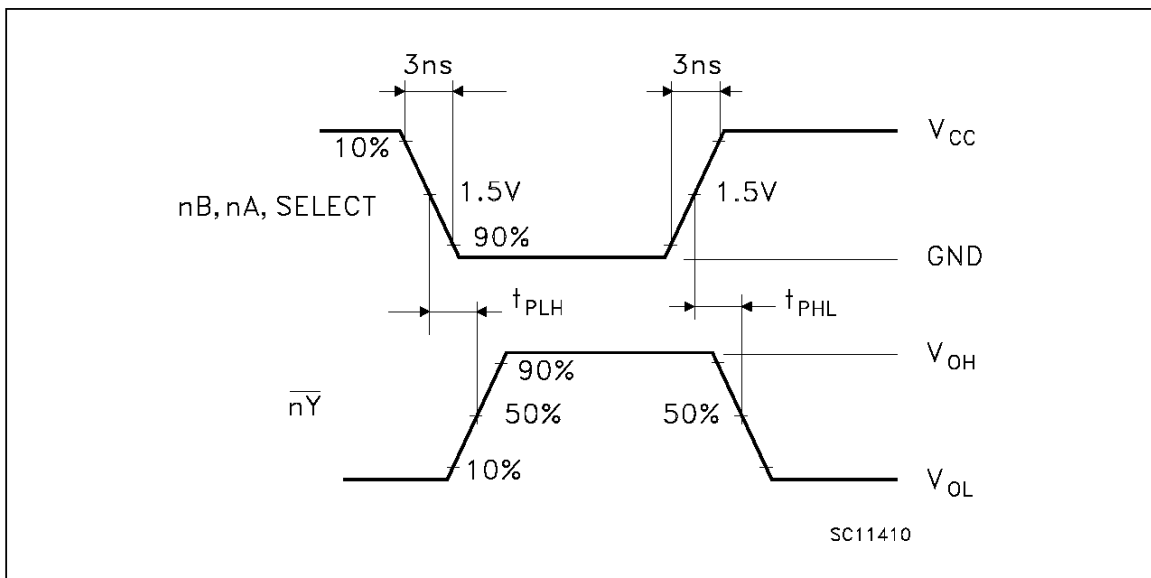 3ns 3ns
V_CC
10%
nB, nA, SELECT 1.5V 1.5V
90%
GND
t_PLH t_PHL
V_OH
90%
n̅Y̅ 50% 50%
10%
V_OL
SC11410